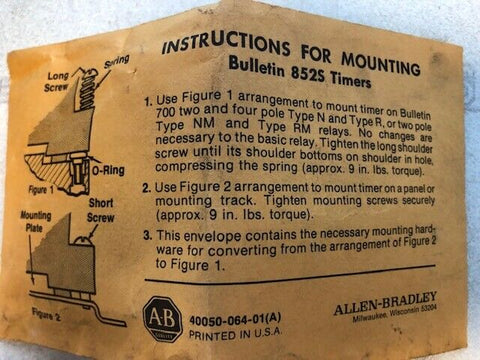 INSTRUCTIONS FOR MOUNTING
Bulletin 852S Timers
1. Use Figure 1 arrangement to mount timer on Bulletin
700 two and four pole Type N and Type R, or two pole
Type NM and Type RM relays. No changes are
necessary to the basic relay. Tighten the long shoulder
screw until its shoulder bottoms on shoulder in hole,
compressing the spring (approx. 9 in. lbs. torque).
2. Use Figure 2 arrangement to mount timer on a panel or
mounting track. Tighten mounting screws securely
(approx. 9 in. lbs. torque).
3. This envelope contains the necessary mounting hard-
ware for converting from the arrangement of Figure 2
to Figure 1.
Long
Screw
Spring
O-Ring
Figure 1
Mounting
Plate
Short
Screw
Figure 2
AB
QUALITY
40050-064-01(A)
PRINTED IN U.S.A.
ALLEN-BRADLEY
Milwaukee, Wisconsin 53204